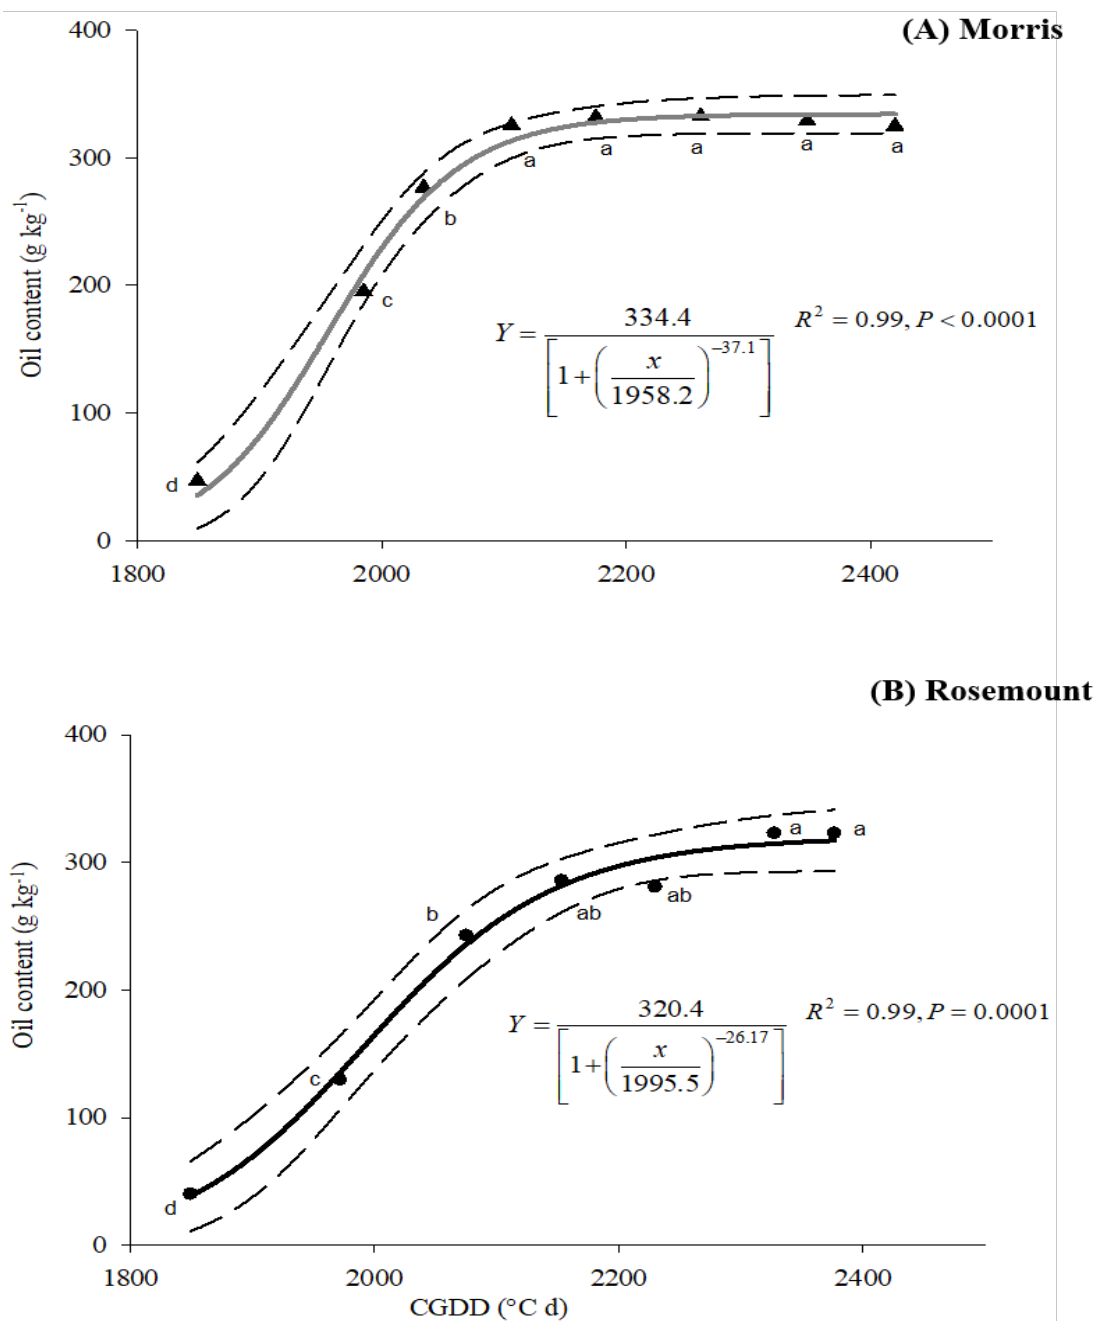 (A) Morris
400
300
200
100
0
Oil content (g kg-1)
a a a a a
b
c
d
Y = 334.4 / [1+(x/1958.2)^−37.1]
R² = 0.99, P < 0.0001
1800 2000 2200 2400
(B) Rosemount
400
300
200
100
0
Oil content (g kg-1)
a a
b
ab ab
c
d
Y = 320.4 / [1+(x/1995.5)^−26.17]
R² = 0.99, P = 0.0001
1800 2000 2200 2400
CGDD (°C d)